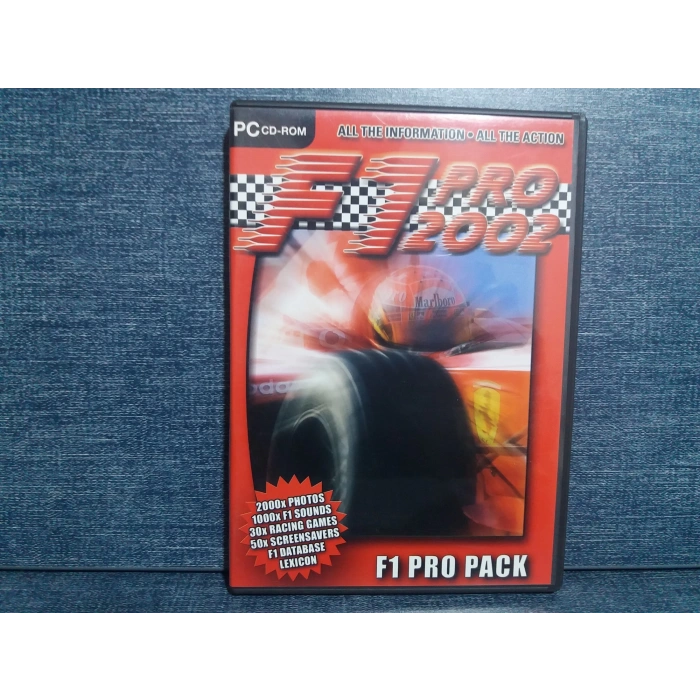 PC CD-ROM
ALL THE INFORMATION • ALL THE ACTION
F1 PRO
2002
Marlboro
vodafone
2000x PHOTOS
1000x F1 SOUNDS
30x RACING GAMES
50x SCREENSAVERS
F1 DATABASE
LEXICON
F1 PRO PACK